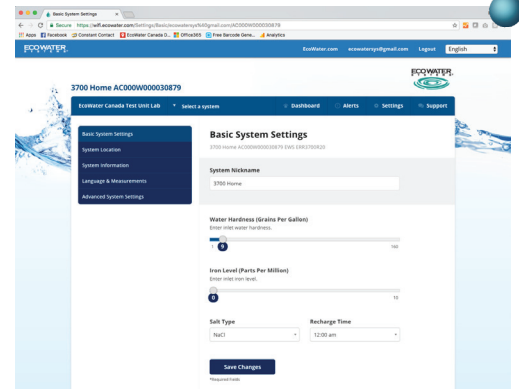 Basic System Settings
Secure https://wifi.ecowater.com/Settings/Basic/ecowatersys%40gmail.com/AC000W000030879
Apps Facebook Constant Contact EcoWater Canada D... Office365 Free Barcode Gene... Analytics
ECOWATER EcoWater.com ecowatersys@gmail.com Logout English
ECOWATER
3700 Home AC000W000030879
EcoWater Canada Test Unit Lab Select a system Dashboard Alerts Settings Support
Basic System Settings
System Location
System Information
Language & Measurements
Advanced System Settings
Basic System Settings
3700 Home AC000W000030879 EWS ERR3700R20
System Nickname
3700 Home
Water Hardness (Grains Per Gallon)
Enter inlet water hardness.
1 9 160
Iron Level (Parts Per Million)
Enter inlet iron level.
0 10
Salt Type Recharge Time
NaCl 12:00 am
Save Changes
*Required fields